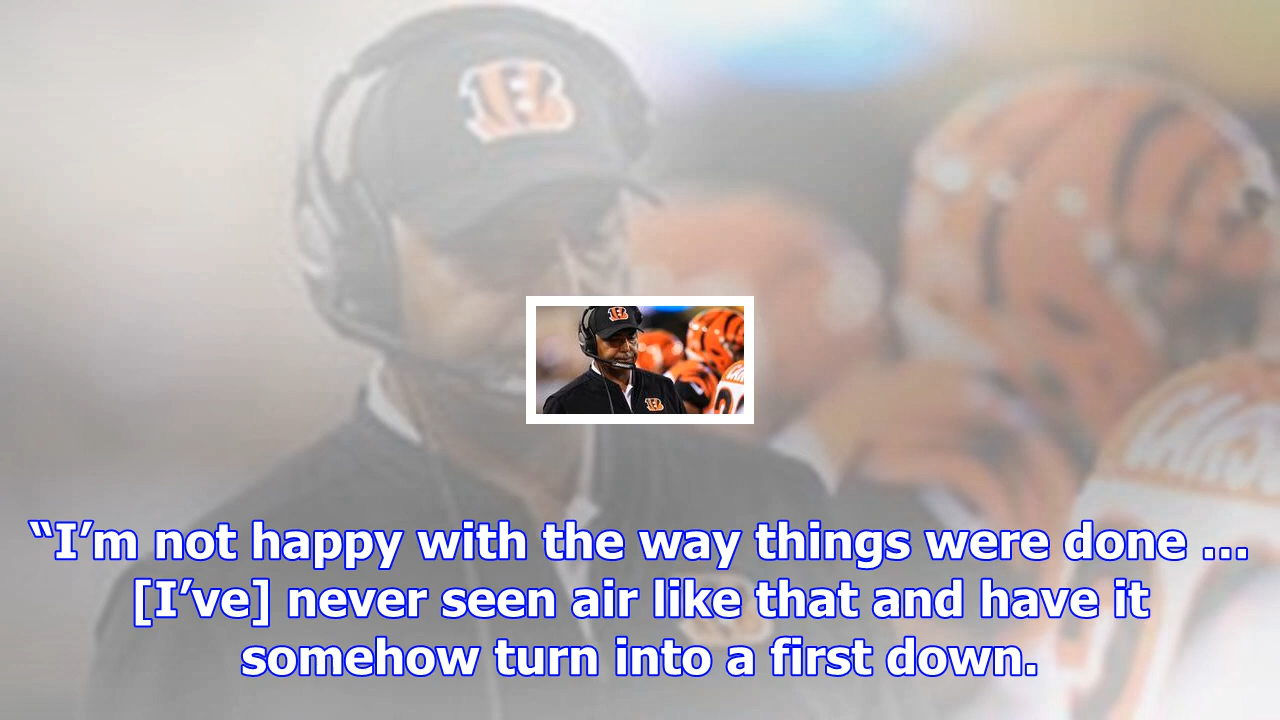 “I’m not happy with the way things were done ...
[I’ve] never seen air like that and have it
somehow turn into a first down.